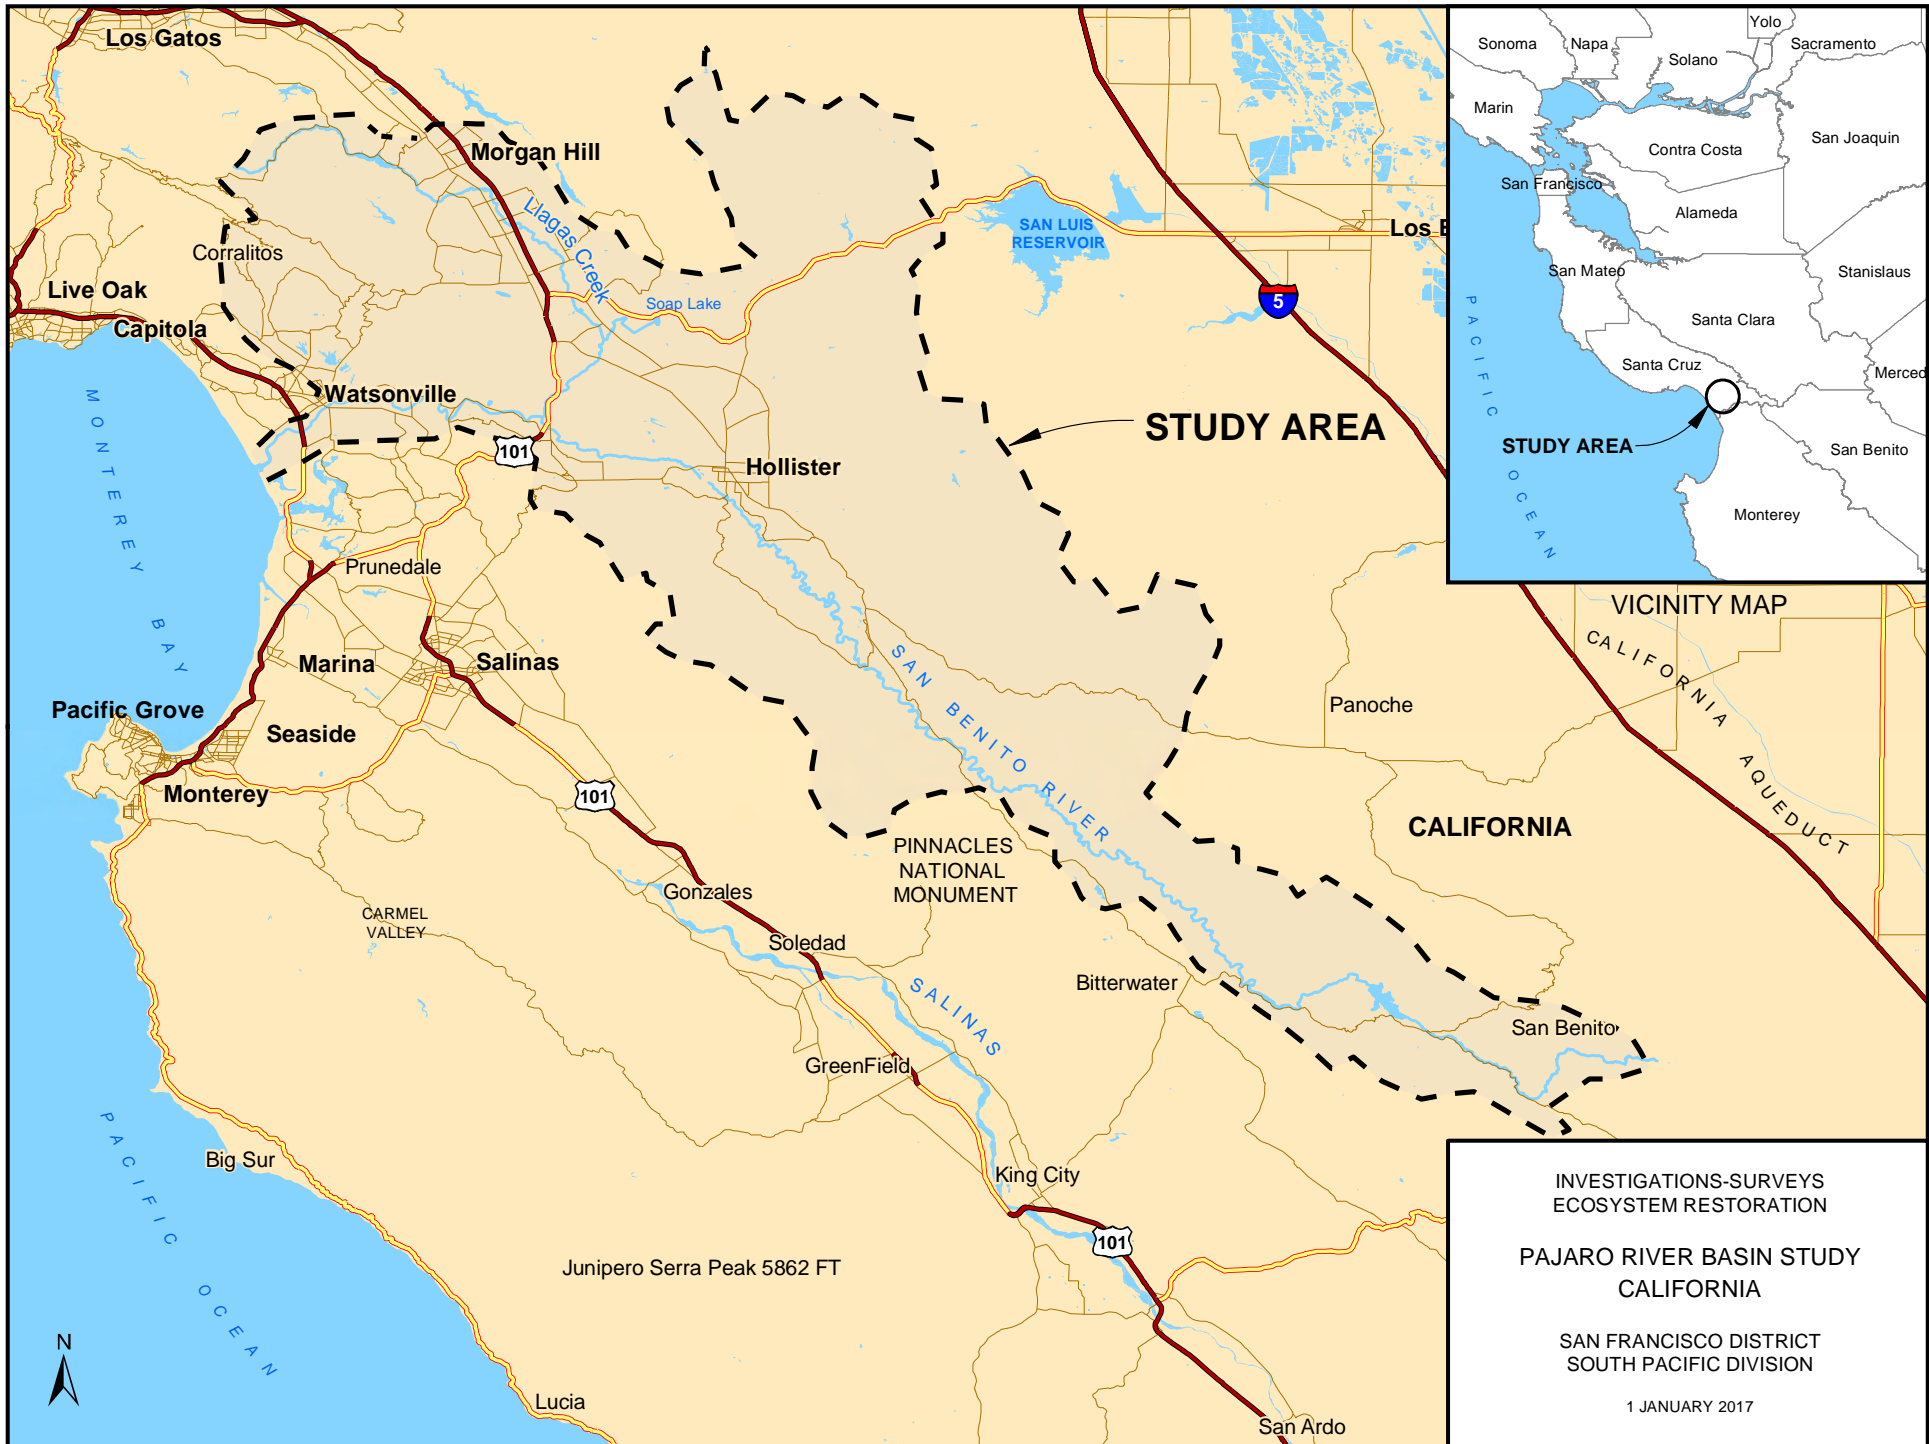 Los Gatos
Morgan Hill
Llagas Creek
Corralitos
Live Oak
Capitola
Soap Lake
SAN LUIS
RESERVOIR
Los B
5
Watsonville
STUDY AREA
101
Hollister
MONTEREY BAY
Prunedale
Marina
Salinas
SAN BENITO RIVER
Pacific Grove
Seaside
Panoche
Monterey
101
CALIFORNIA
CALIFORNIA AQUEDUCT
PINNACLES
NATIONAL
MONUMENT
Gonzales
CARMEL
VALLEY
Soledad
Bitterwater
SALINAS
San Benito
GreenField
PACIFIC OCEAN
Big Sur
King City
101
Junipero Serra Peak 5862 FT
N
Lucia
San Ardo
Yolo
Sonoma
Napa
Sacramento
Solano
Marin
San Joaquin
Contra Costa
San Francisco
Alameda
San Mateo
Stanislaus
PACIFIC OCEAN
Santa Clara
Santa Cruz
Merced
STUDY AREA
San Benito
Monterey
VICINITY MAP
INVESTIGATIONS-SURVEYS
ECOSYSTEM RESTORATION
PAJARO RIVER BASIN STUDY
CALIFORNIA
SAN FRANCISCO DISTRICT
SOUTH PACIFIC DIVISION
1 JANUARY 2017